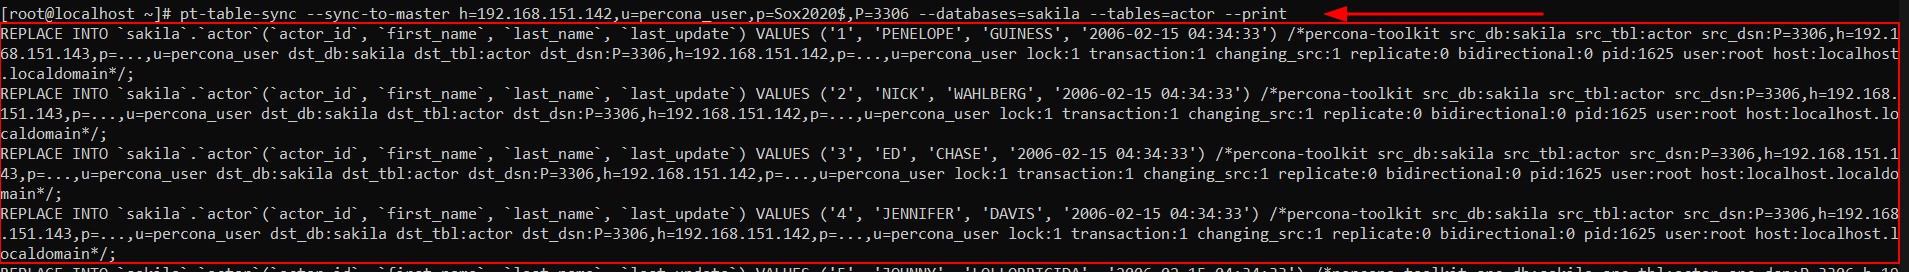 [root@localhost ~]# pt-table-sync --sync-to-master h=192.168.151.142,u=percona_user,p=Sox2020$,P=3306 --databases=sakila --tables=actor --print
REPLACE INTO `sakila`.`actor`(`actor_id`, `first_name`, `last_name`, `last_update`) VALUES ('1', 'PENELOPE', 'GUINESS', '2006-02-15 04:34:33') /*percona-toolkit src_db:sakila src_tbl:actor src_dsn:P=3306,h=192.1
68.151.143,p=...,u=percona_user dst_db:sakila dst_tbl:actor dst_dsn:P=3306,h=192.168.151.142,p=...,u=percona_user lock:1 transaction:1 changing_src:1 replicate:0 bidirectional:0 pid:1625 user:root host:localhost
.localdomain*/;
REPLACE INTO `sakila`.`actor`(`actor_id`, `first_name`, `last_name`, `last_update`) VALUES ('2', 'NICK', 'WAHLBERG', '2006-02-15 04:34:33') /*percona-toolkit src_db:sakila src_tbl:actor src_dsn:P=3306,h=192.168.
151.143,p=...,u=percona_user dst_db:sakila dst_tbl:actor dst_dsn:P=3306,h=192.168.151.142,p=...,u=percona_user lock:1 transaction:1 changing_src:1 replicate:0 bidirectional:0 pid:1625 user:root host:localhost.lo
caldomain*/;
REPLACE INTO `sakila`.`actor`(`actor_id`, `first_name`, `last_name`, `last_update`) VALUES ('3', 'ED', 'CHASE', '2006-02-15 04:34:33') /*percona-toolkit src_db:sakila src_tbl:actor src_dsn:P=3306,h=192.168.151.1
43,p=...,u=percona_user dst_db:sakila dst_tbl:actor dst_dsn:P=3306,h=192.168.151.142,p=...,u=percona_user lock:1 transaction:1 changing_src:1 replicate:0 bidirectional:0 pid:1625 user:root host:localhost.localdo
main*/;
REPLACE INTO `sakila`.`actor`(`actor_id`, `first_name`, `last_name`, `last_update`) VALUES ('4', 'JENNIFER', 'DAVIS', '2006-02-15 04:34:33') /*percona-toolkit src_db:sakila src_tbl:actor src_dsn:P=3306,h=192.168
.151.143,p=...,u=percona_user dst_db:sakila dst_tbl:actor dst_dsn:P=3306,h=192.168.151.142,p=...,u=percona_user lock:1 transaction:1 changing_src:1 replicate:0 bidirectional:0 pid:1625 user:root host:localhost.l
ocaldomain*/;